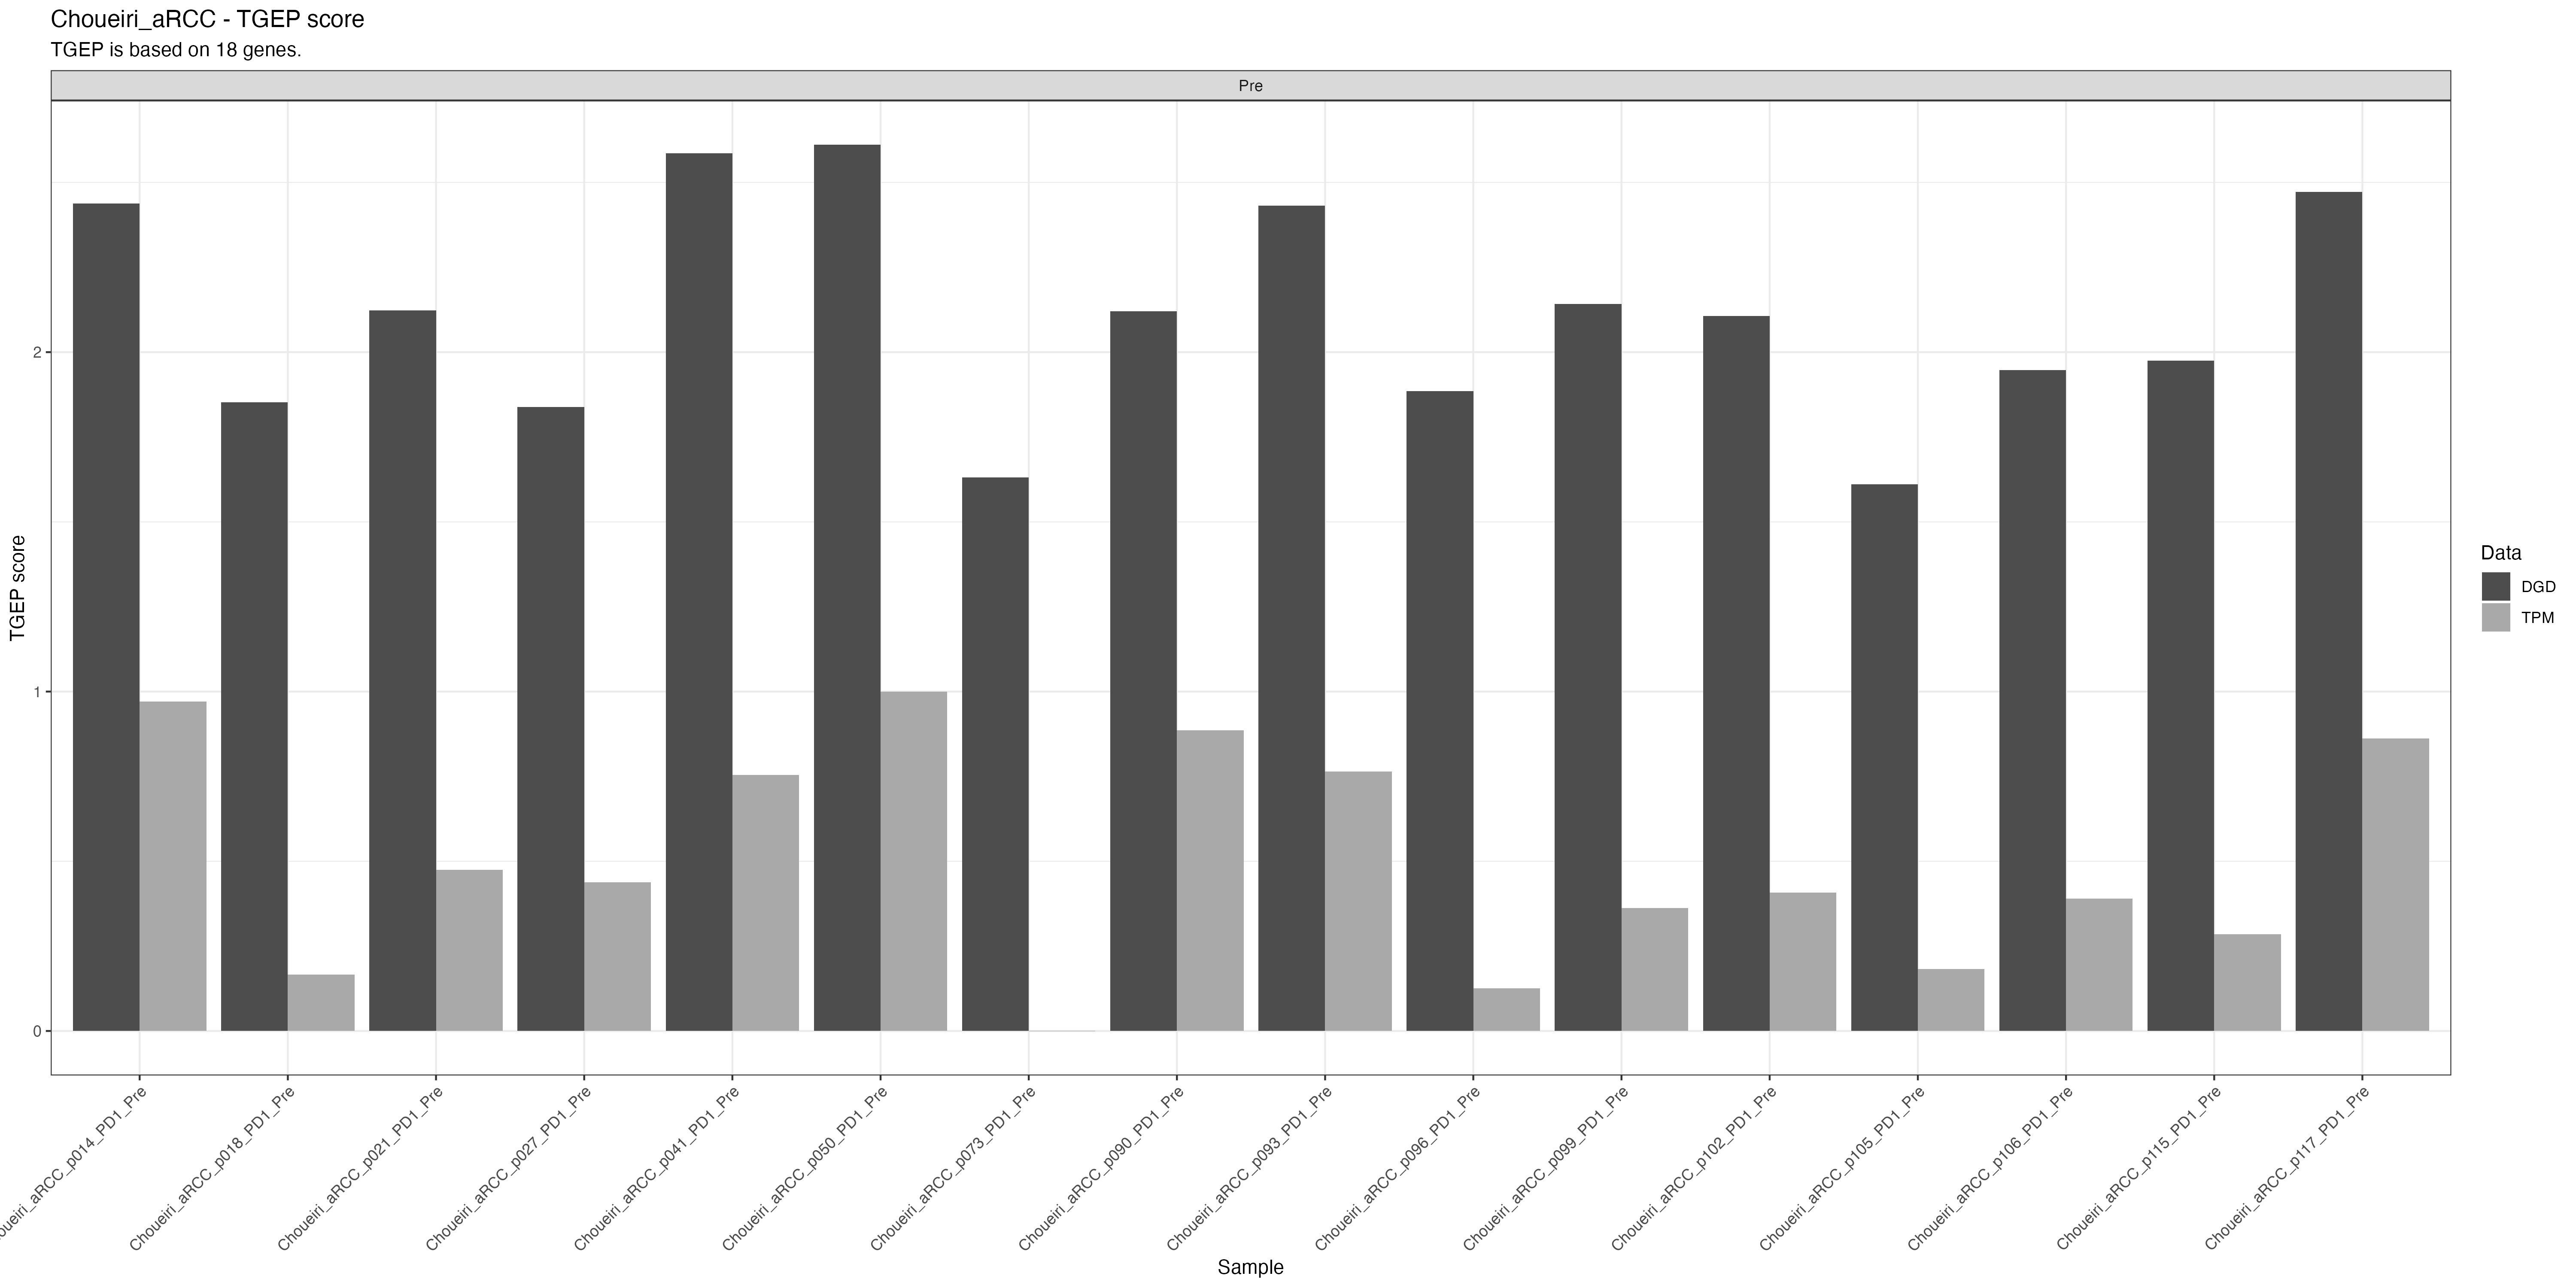 Choueiri_aRCC - TGEP score
TGEP is based on 18 genes.
Pre
TGEP score
2
1
0
oueiri_aRCC_p014_PD1_Pre
Choueiri_aRCC_p018_PD1_Pre
Choueiri_aRCC_p021_PD1_Pre
Choueiri_aRCC_p027_PD1_Pre
Choueiri_aRCC_p041_PD1_Pre
Choueiri_aRCC_p050_PD1_Pre
Choueiri_aRCC_p073_PD1_Pre
Choueiri_aRCC_p090_PD1_Pre
Choueiri_aRCC_p093_PD1_Pre
Choueiri_aRCC_p096_PD1_Pre
Choueiri_aRCC_p099_PD1_Pre
Choueiri_aRCC_p102_PD1_Pre
Choueiri_aRCC_p105_PD1_Pre
Choueiri_aRCC_p106_PD1_Pre
Choueiri_aRCC_p115_PD1_Pre
Choueiri_aRCC_p117_PD1_Pre
Sample
Data
DGD
TPM